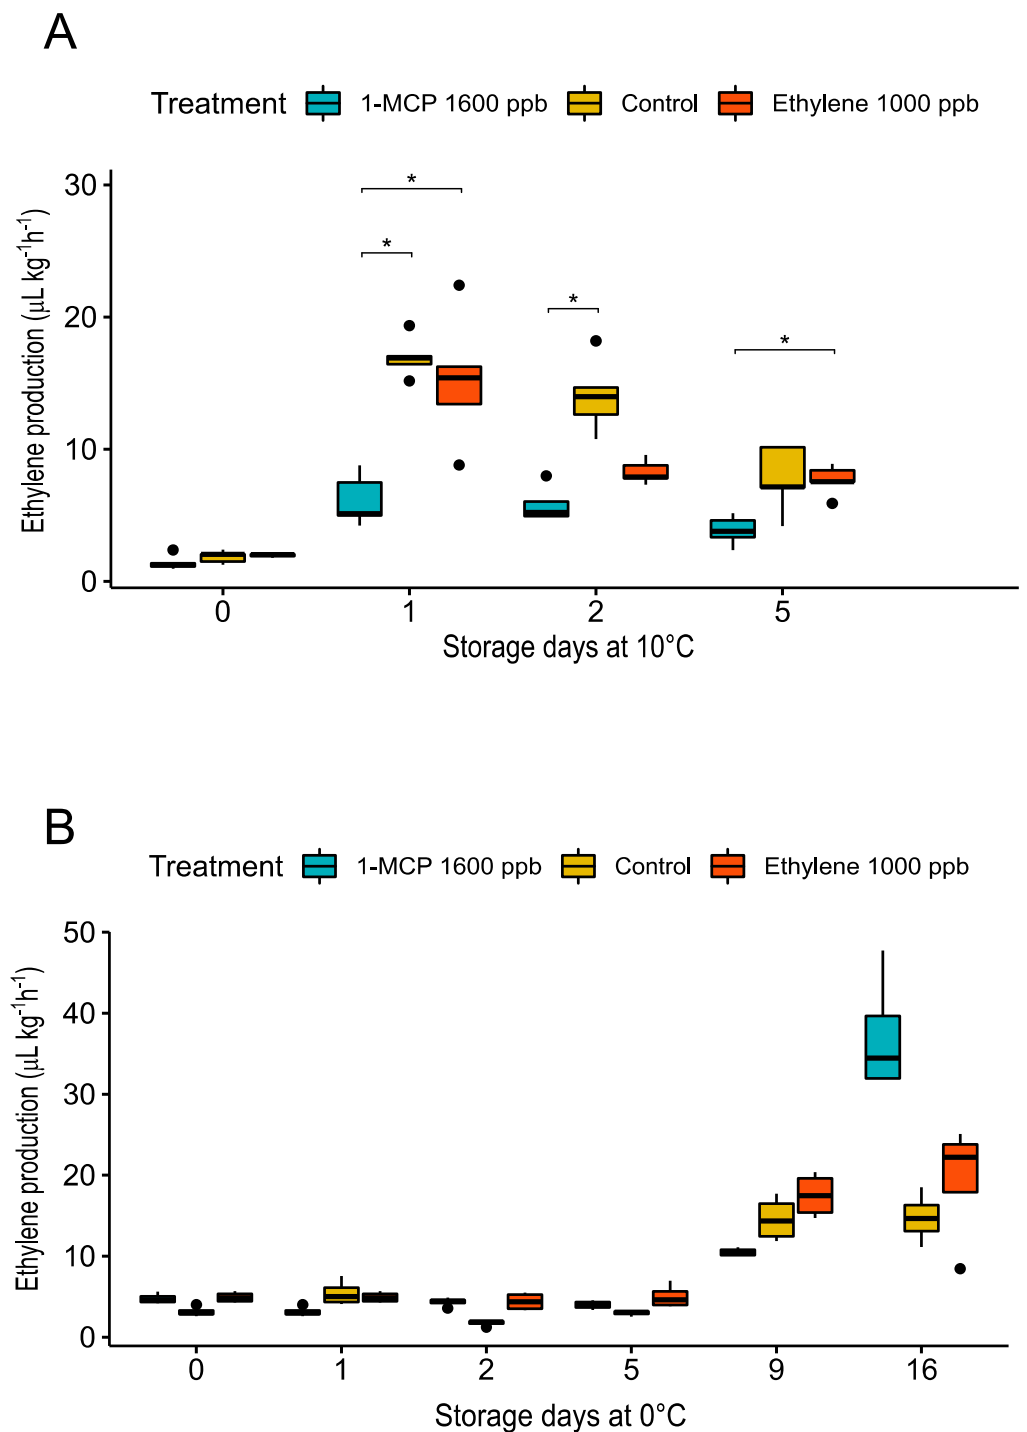 A
Treatment 1-MCP 1600 ppb Control Ethylene 1000 ppb
Ethylene production (μL kg⁻¹h⁻¹)
30
20
10
0
*
*
*
*
0 1 2 5
Storage days at 10°C
B
Treatment 1-MCP 1600 ppb Control Ethylene 1000 ppb
Ethylene production (μL kg⁻¹h⁻¹)
50
40
30
20
10
0
0 1 2 5 9 16
Storage days at 0°C